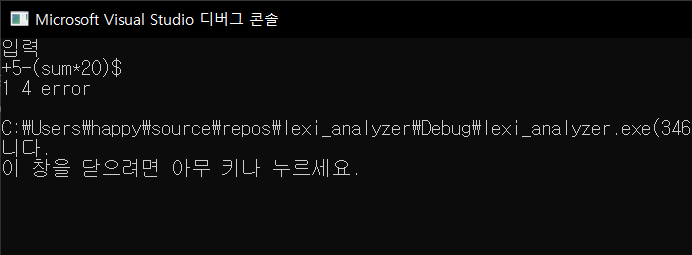 Microsoft Visual Studio 디버그 콘솔
입력
+5-(sum*20)$
1 4 error
C:₩Users₩happy₩source₩repos₩lexi_analyzer₩Debug₩lexi_analyzer.exe(346
니다.
이 창을 닫으려면 아무 키나 누르세요.